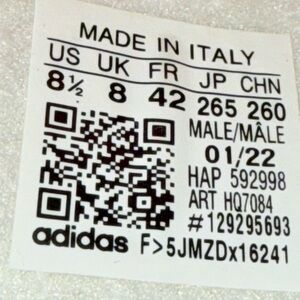 MADE IN ITALY
US UK FR JP CHN
8½ 8 42 265 260
MALE/MÂLE
01/22
HAP 592998
ART HQ7084
#129295693
adidas F>5JMZDx16241